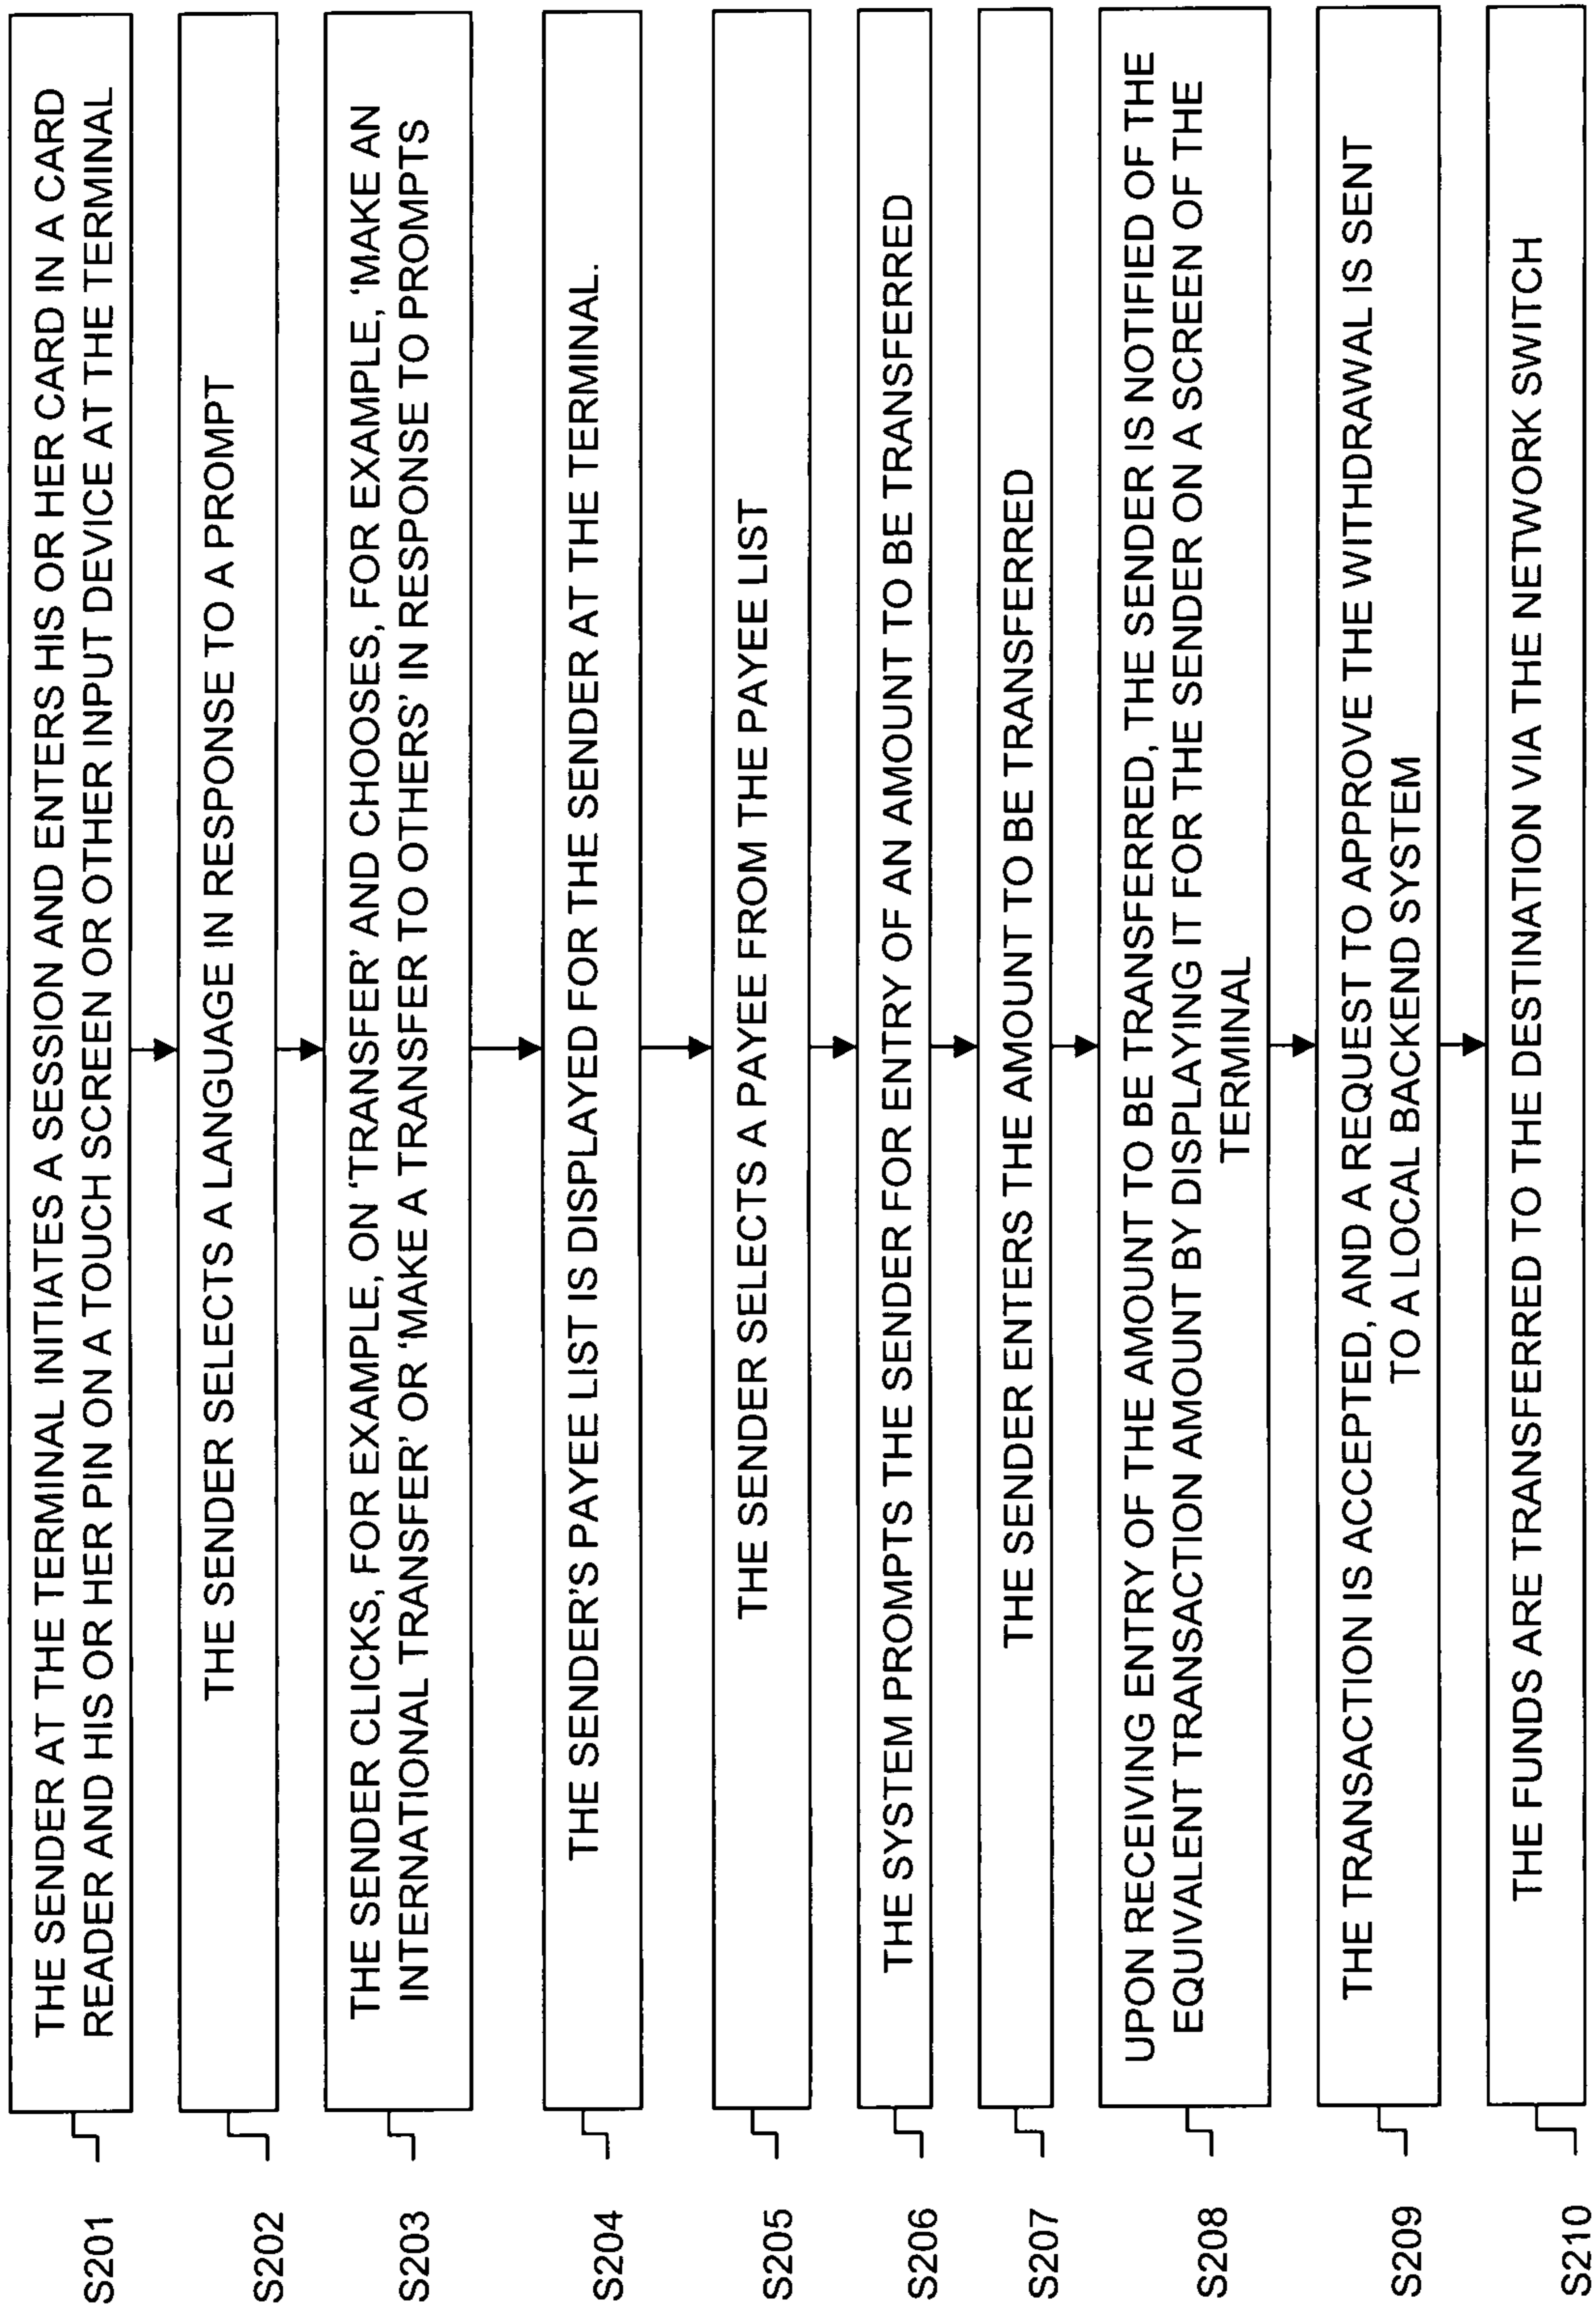 S201
THE SENDER AT THE TERMINAL INITIATES A SESSION AND ENTERS HIS OR HER CARD IN A CARD
READER AND HIS OR HER PIN ON A TOUCH SCREEN OR OTHER INPUT DEVICE AT THE TERMINAL
S202
THE SENDER SELECTS A LANGUAGE IN RESPONSE TO A PROMPT
S203
THE SENDER CLICKS, FOR EXAMPLE, ON 'TRANSFER' AND CHOOSES, FOR EXAMPLE, 'MAKE AN
INTERNATIONAL TRANSFER' OR 'MAKE A TRANSFER TO OTHERS' IN RESPONSE TO PROMPTS
S204
THE SENDER'S PAYEE LIST IS DISPLAYED FOR THE SENDER AT THE TERMINAL.
S205
THE SENDER SELECTS A PAYEE FROM THE PAYEE LIST
S206
THE SYSTEM PROMPTS THE SENDER FOR ENTRY OF AN AMOUNT TO BE TRANSFERRED
S207
THE SENDER ENTERS THE AMOUNT TO BE TRANSFERRED
S208
UPON RECEIVING ENTRY OF THE AMOUNT TO BE TRANSFERRED, THE SENDER IS NOTIFIED OF THE
EQUIVALENT TRANSACTION AMOUNT BY DISPLAYING IT FOR THE SENDER ON A SCREEN OF THE
TERMINAL
S209
THE TRANSACTION IS ACCEPTED, AND A REQUEST TO APPROVE THE WITHDRAWAL IS SENT
TO A LOCAL BACKEND SYSTEM
S210
THE FUNDS ARE TRANSFERRED TO THE DESTINATION VIA THE NETWORK SWITCH